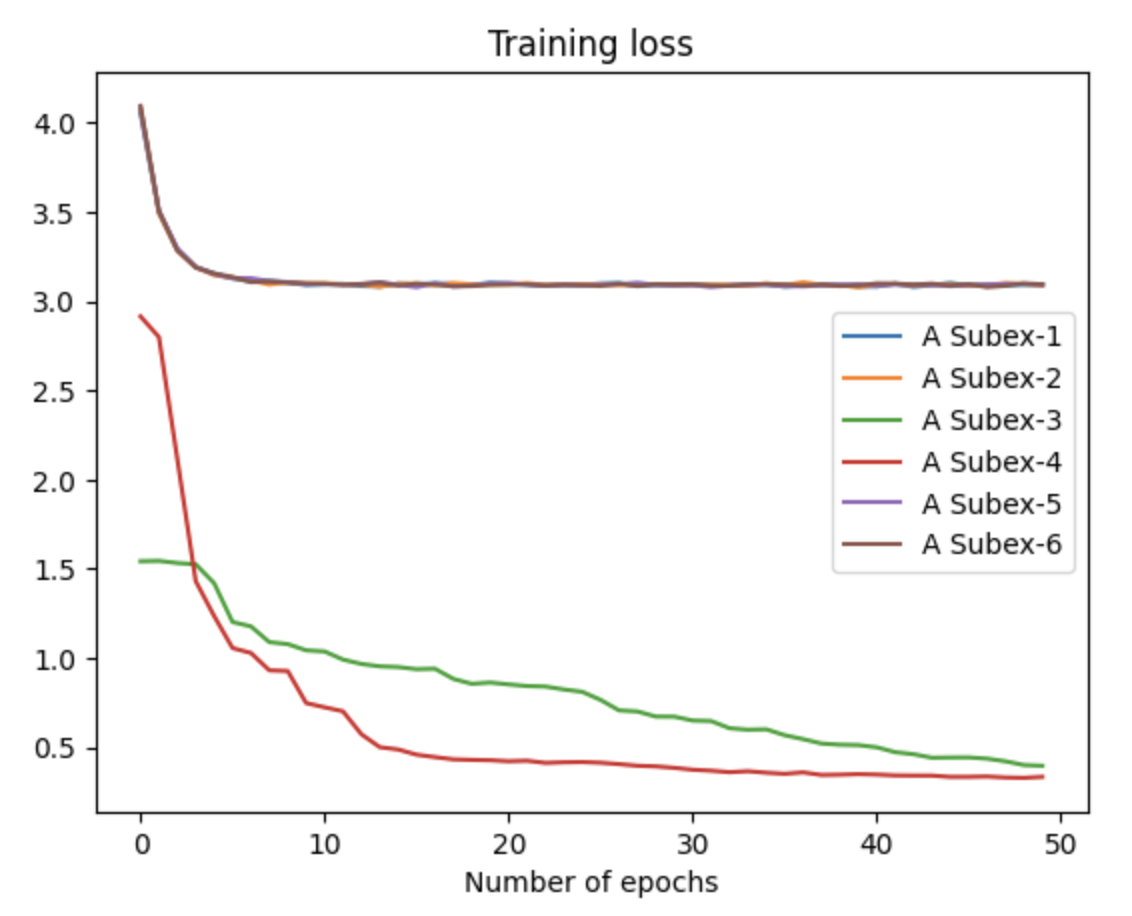 Training loss
4.0
3.5
3.0
2.5
2.0
1.5
1.0
0.5
A Subex-1
A Subex-2
A Subex-3
A Subex-4
A Subex-5
A Subex-6
0 10 20 30 40 50
Number of epochs